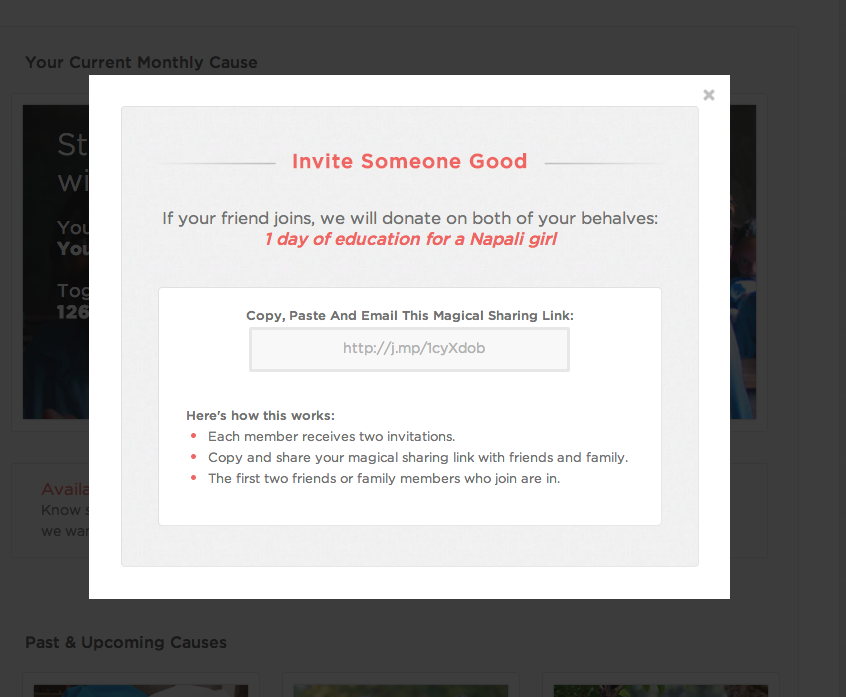 Your Current Monthly Cause
St
wi
You
You
Tog
126
Invite Someone Good
If your friend joins, we will donate on both of your behalves:
1 day of education for a Napali girl
Copy, Paste And Email This Magical Sharing Link:
http://j.mp/1cyXdob
Here's how this works:
Each member receives two invitations.
Copy and share your magical sharing link with friends and family.
The first two friends or family members who join are in.
Availa
Know s
we wan
Past & Upcoming Causes